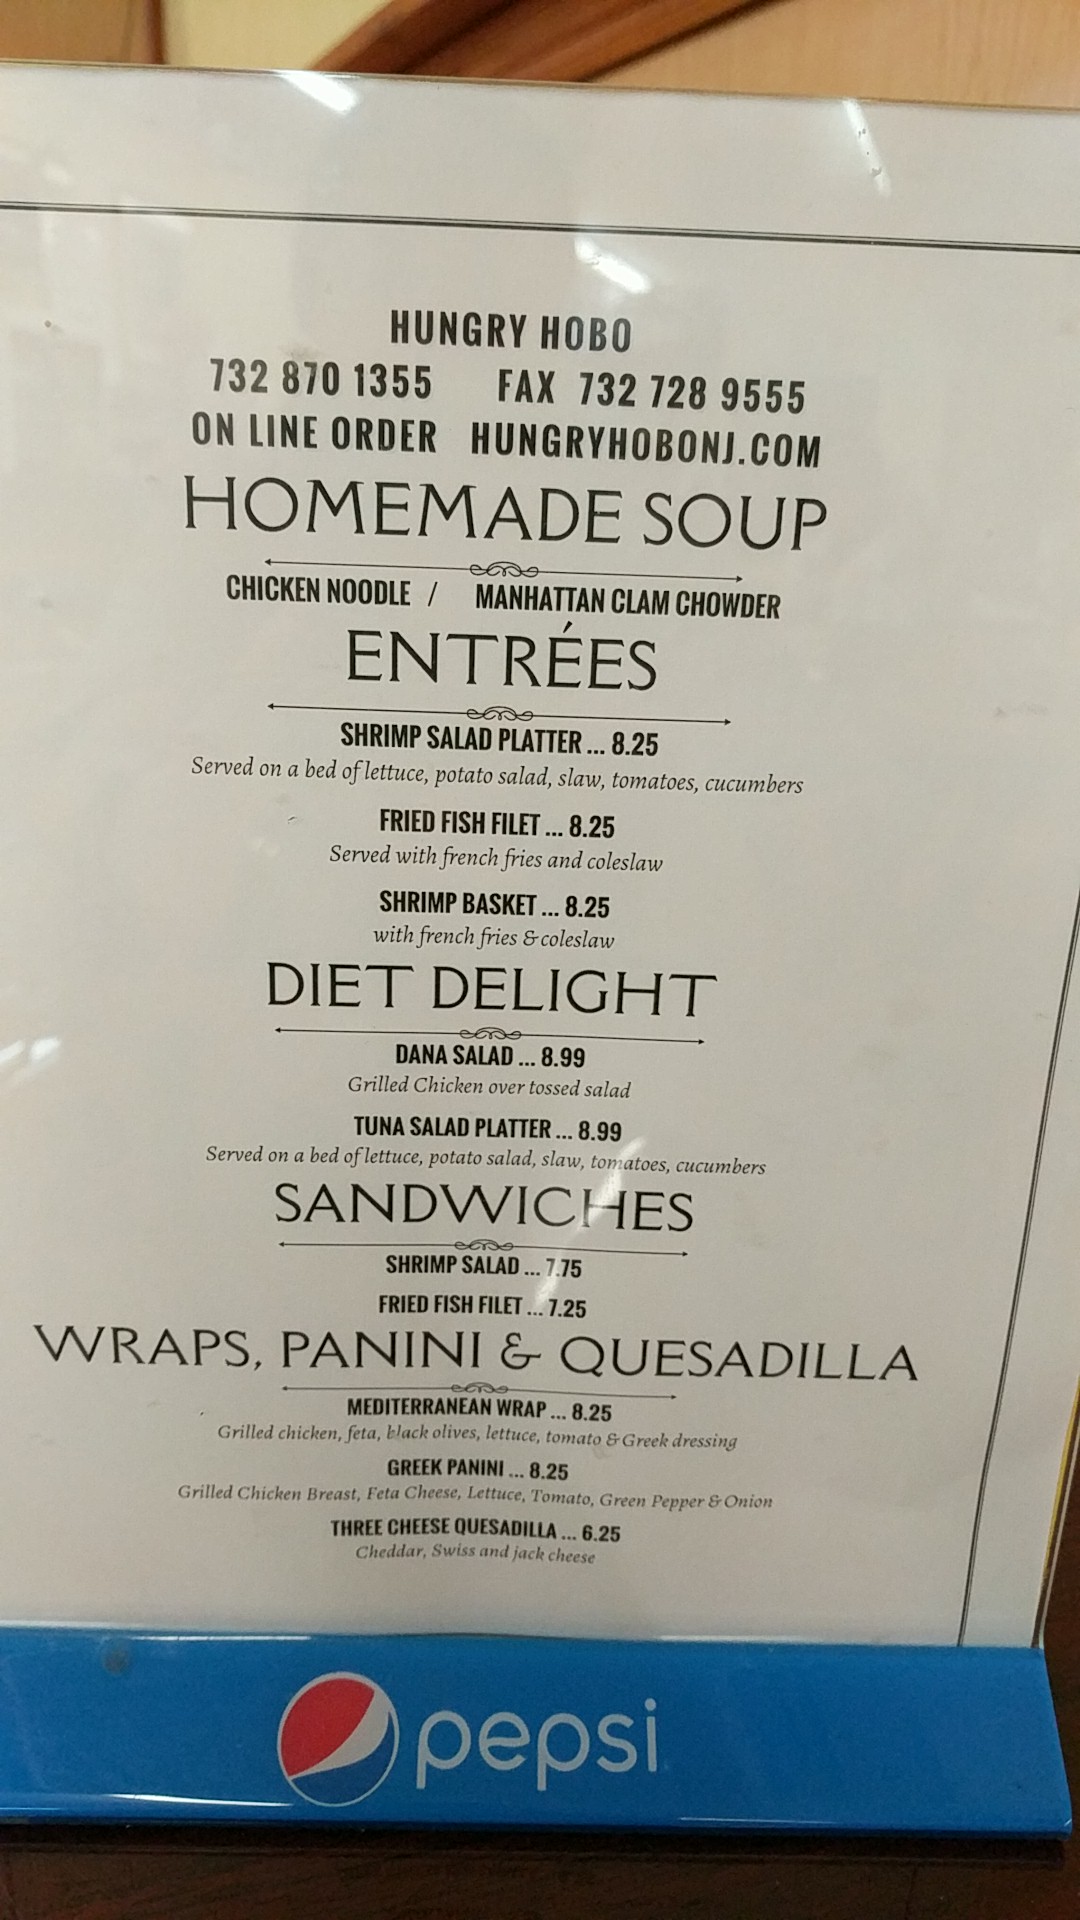 HUNGRY HOBO
732 870 1355 FAX 732 728 9555
ON LINE ORDER HUNGRYHOBONJ.COM
HOMEMADE SOUP
CHICKEN NOODLE / MANHATTAN CLAM CHOWDER
ENTRÉES
SHRIMP SALAD PLATTER ... 8.25
Served on a bed of lettuce, potato salad, slaw, tomatoes, cucumbers
FRIED FISH FILET ... 8.25
Served with french fries and coleslaw
SHRIMP BASKET ... 8.25
with french fries & coleslaw
DIET DELIGHT
DANA SALAD ... 8.99
Grilled Chicken over tossed salad
TUNA SALAD PLATTER ... 8.99
Served on a bed of lettuce, potato salad, slaw, tomatoes, cucumbers
SANDWICHES
SHRIMP SALAD ... 7.75
FRIED FISH FILET ... 7.25
WRAPS, PANINI & QUESADILLA
MEDITERRANEAN WRAP ... 8.25
Grilled chicken, feta, black olives, lettuce, tomato & Greek dressing
GREEK PANINI ... 8.25
Grilled Chicken Breast, Feta Cheese, Lettuce, Tomato, Green Pepper & Onion
THREE CHEESE QUESADILLA ... 6.25
Cheddar, Swiss and jack cheese
pepsi